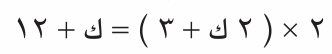 ٢ × ( ٢ ك + ٣ ) = ك + ١٢